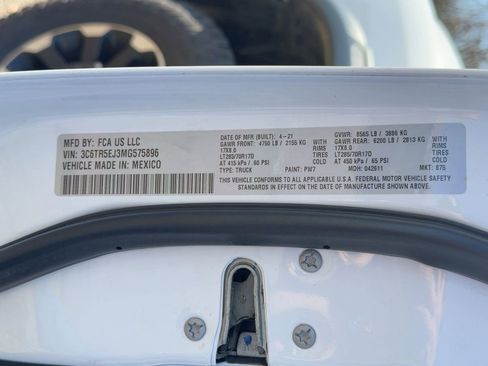 MFD BY: FCA US LLC
VIN: 3C6TR5EJ3MG575896
VEHICLE MADE IN: MEXICO
DATE OF MFR (BUILT): 4-21
GVWR: 8565 LB / 3886 KG
GAWR FRONT: 4750 LB / 2155 KG
WITH
GAWR REAR: 6200 LB / 2813 KG
WITH
17X8.0
RIMS
17X8.0
RIMS
LT285/70R17D
TIRES
LT285/70R17D
TIRES
AT 415 kPa / 60 PSI
COLD
AT 450 kPa / 65 PSI
COLD
TYPE: TRUCK
PAINT: PW7
MDH: 042611
MKT: 875
THIS VEHICLE CONFORMS TO ALL APPLICABLE U.S.A. FEDERAL MOTOR VEHICLE SAFETY
STANDARDS IN EFFECT ON THE DATE OF MANUFACTURE SHOWN ABOVE.